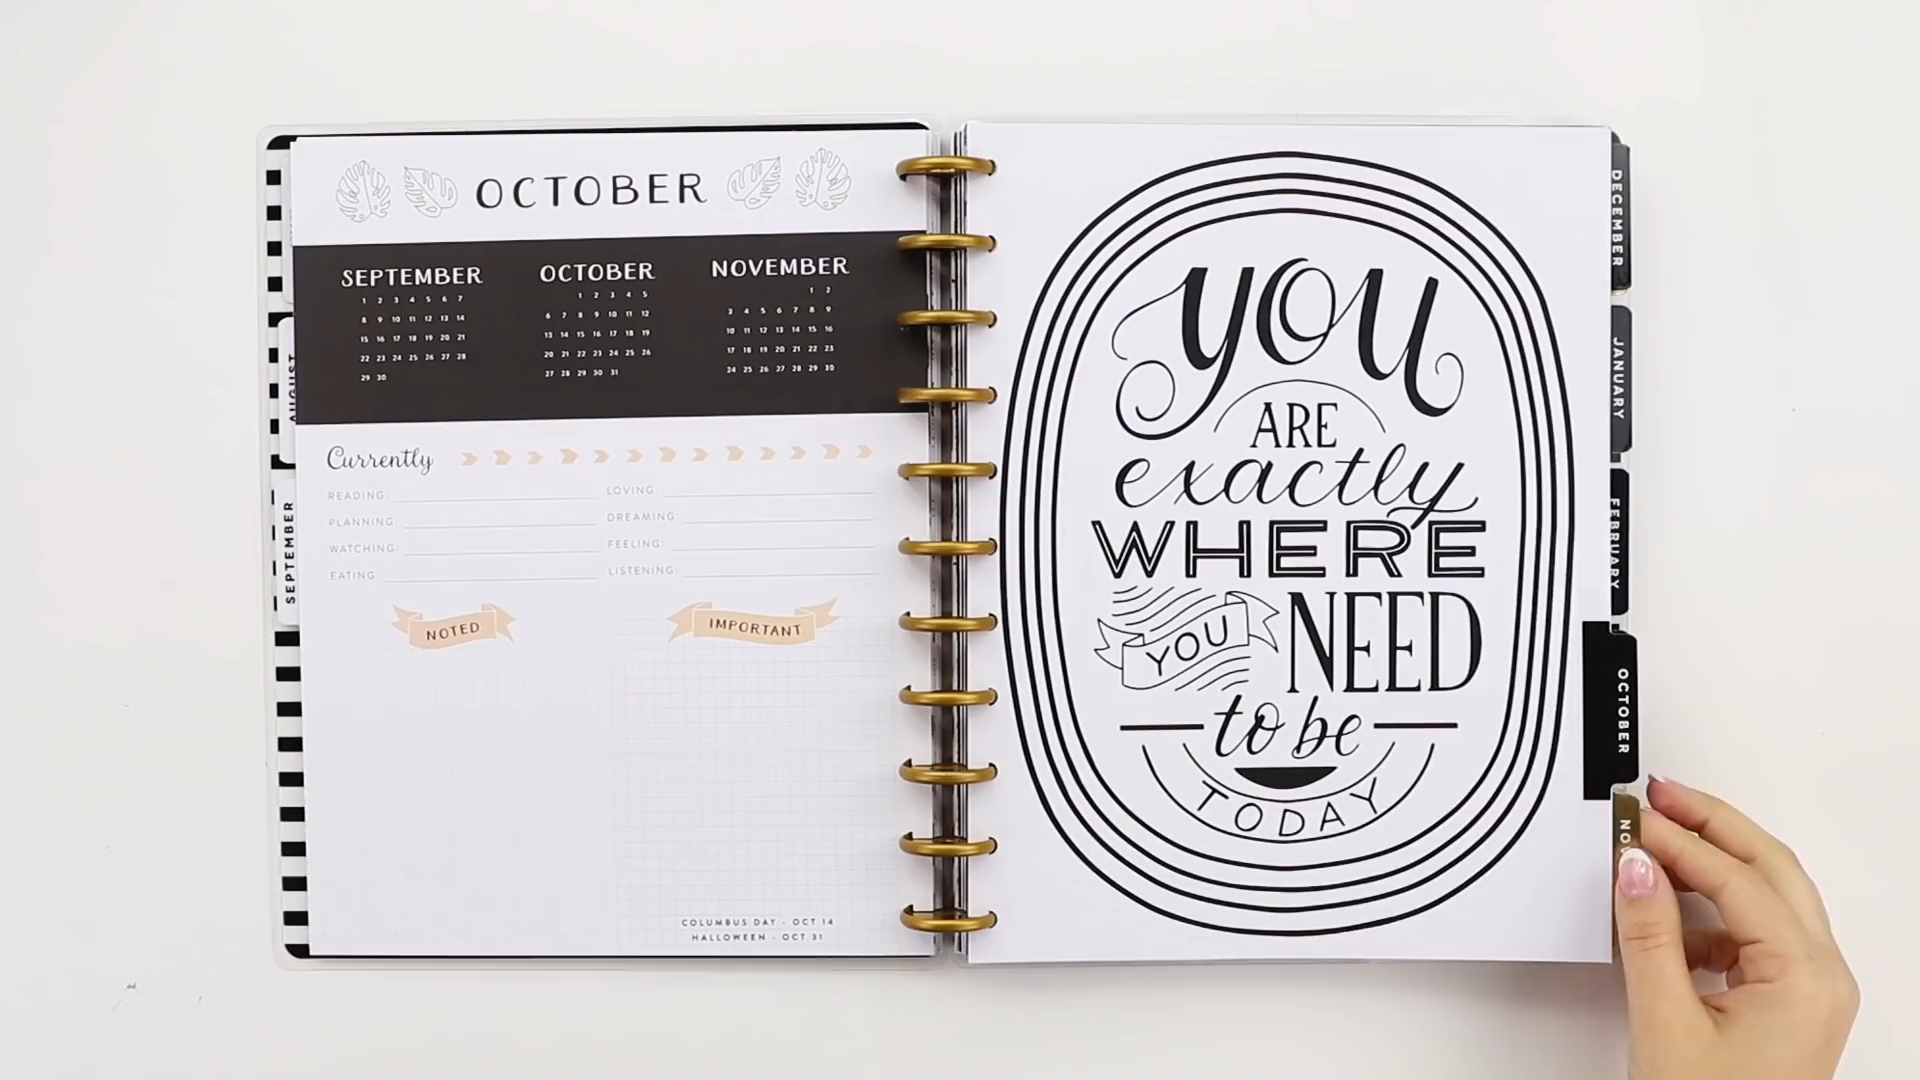 OCTOBER
SEPTEMBER
1 2 3 4 5 6 7
8 9 10 11 12 13 14
15 16 17 18 19 20 21
22 23 24 25 26 27 28
29 30
OCTOBER
1 2 3 4 5
6 7 8 9 10 11 12
13 14 15 16 17 18 19
20 21 22 23 24 25 26
27 28 29 30 31
NOVEMBER
1 2
3 4 5 6 7 8 9
10 11 12 13 14 15 16
17 18 19 20 21 22 23
24 25 26 27 28 29 30
Currently
READING:
PLANNING:
WATCHING:
EATING:
LOVING:
DREAMING:
FEELING:
LISTENING:
NOTED
IMPORTANT
COLUMBUS DAY - OCT 14
HALLOWEEN - OCT 31
AUGUST
SEPTEMBER
YOU
ARE
exactly
WHERE
YOU NEED
to be
TODAY
DECEMBER
JANUARY
FEBRUARY
OCTOBER
NOV